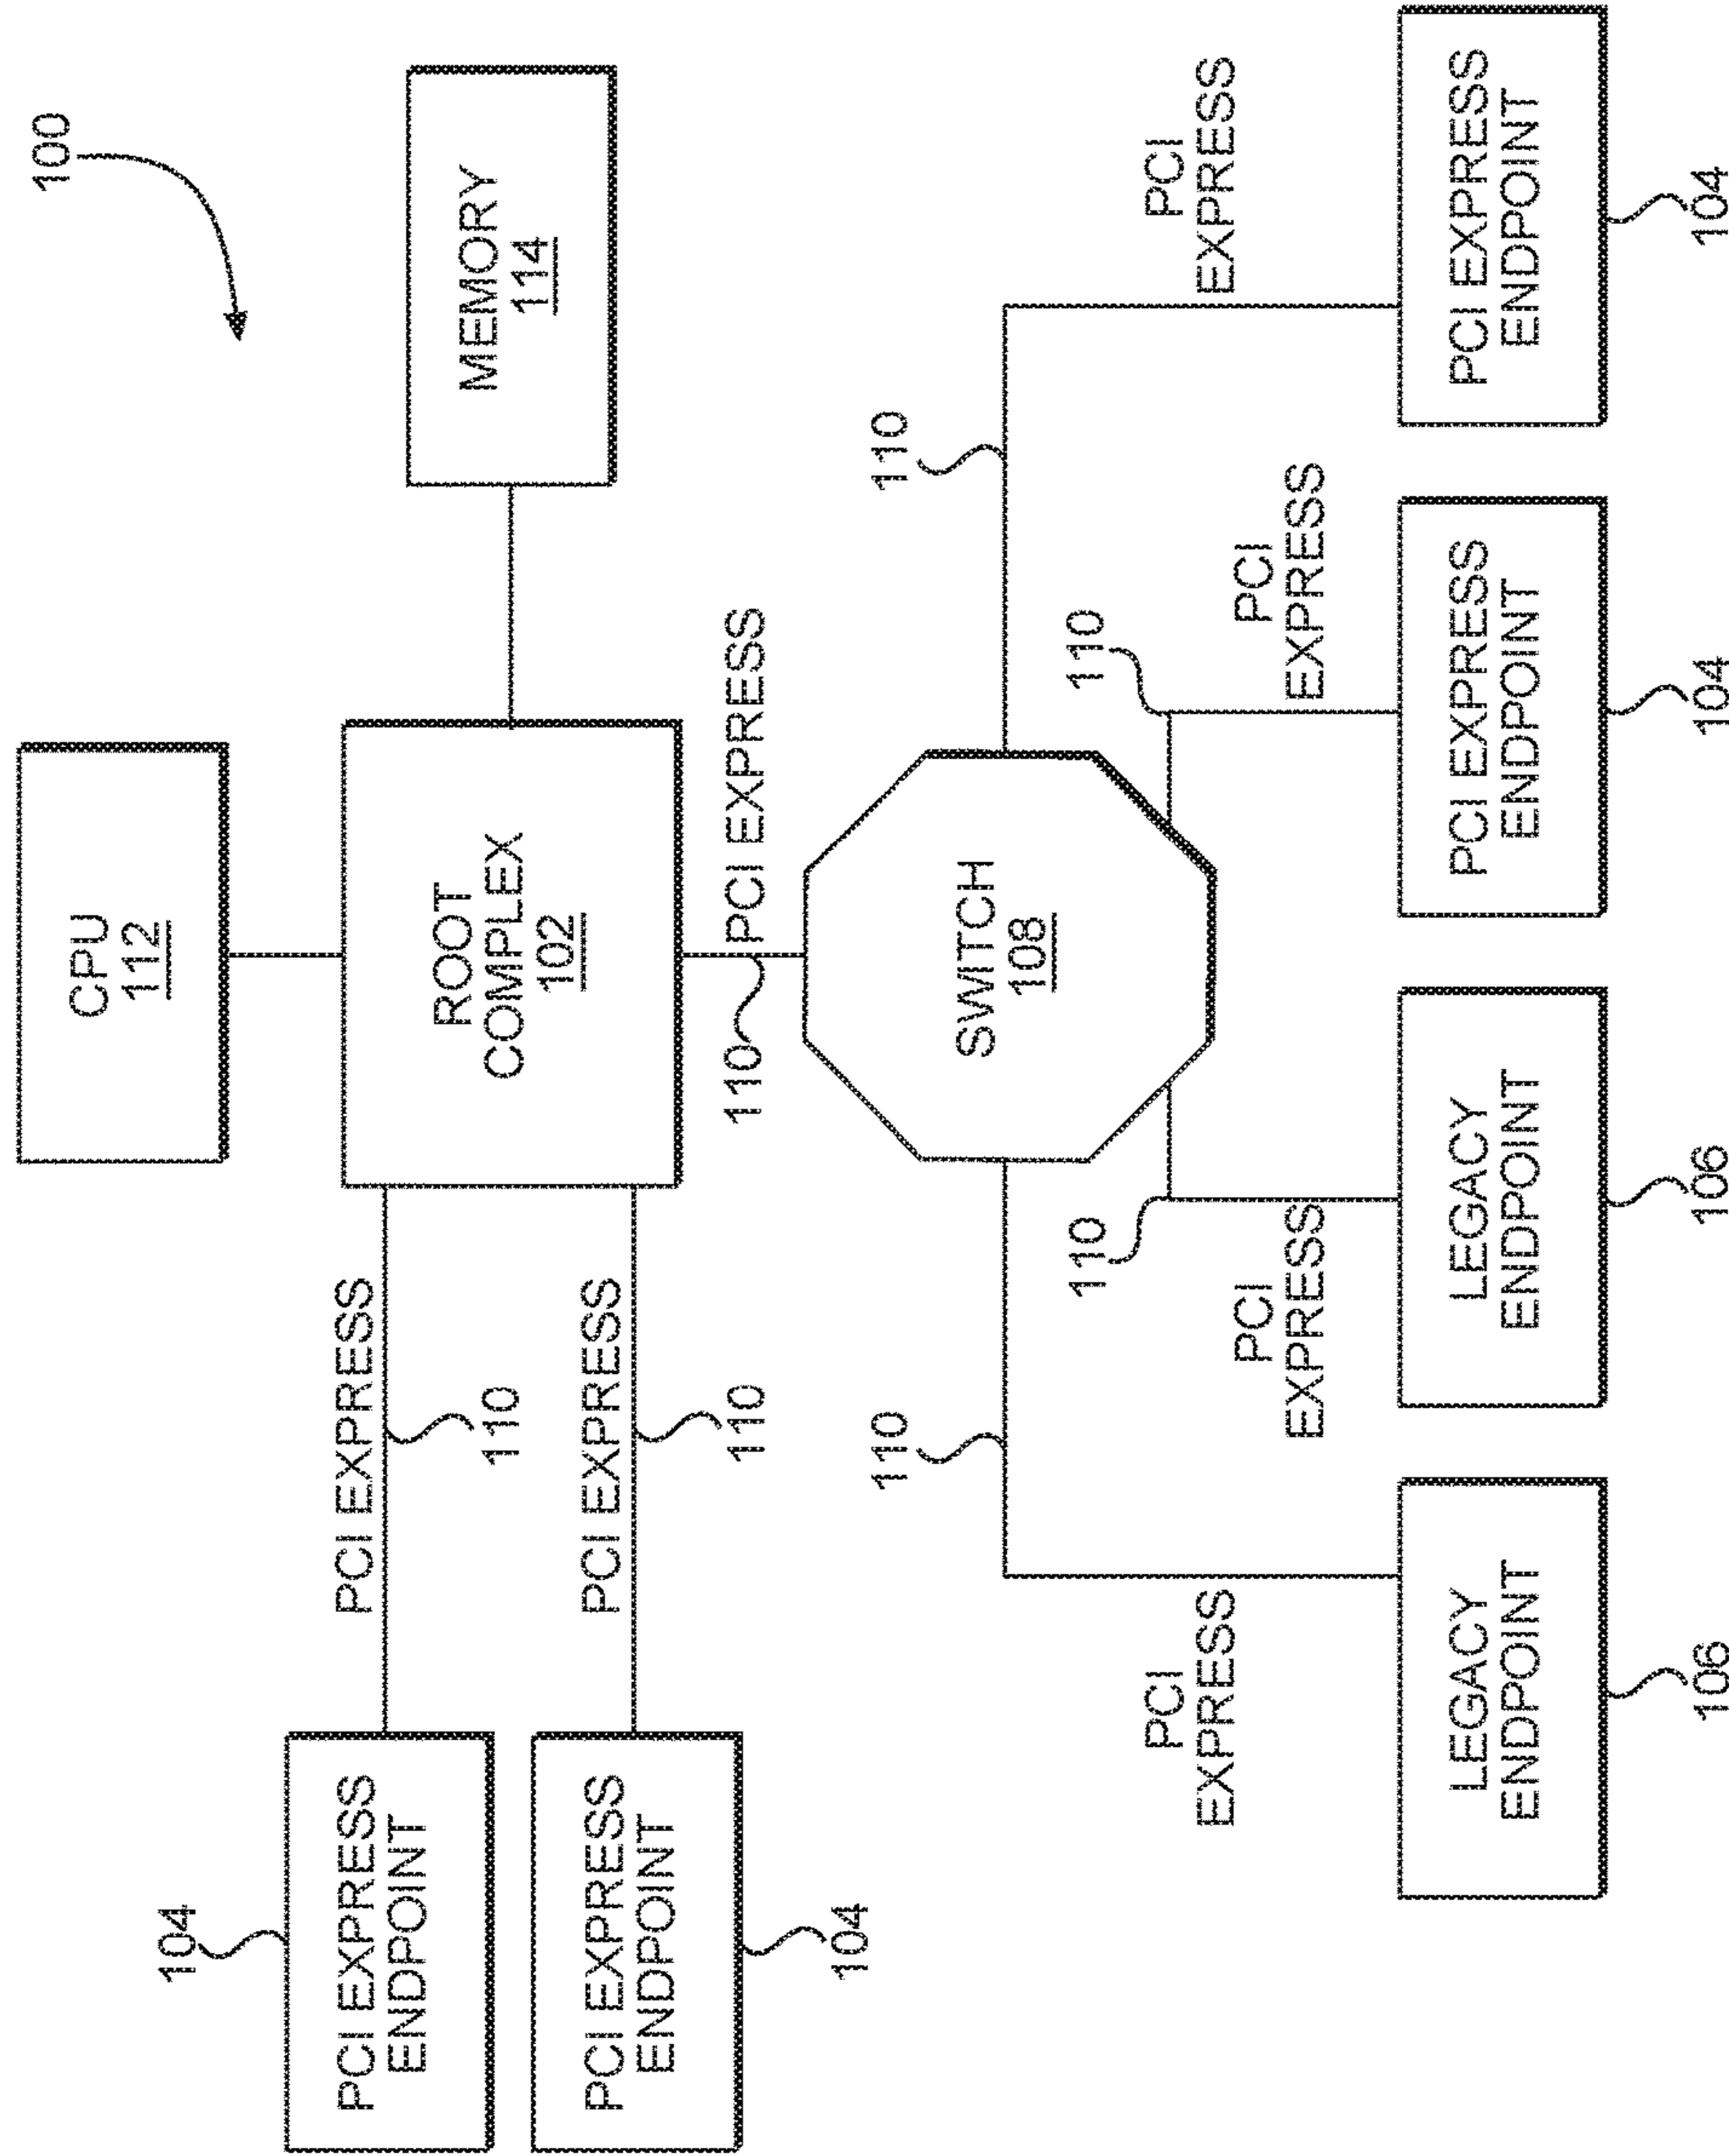 100
CPU
112
MEMORY
114
ROOT
COMPLEX
102
104
PCI EXPRESS
ENDPOINT
PCI EXPRESS
110
PCI EXPRESS
ENDPOINT
104
PCI EXPRESS
110
110
PCI EXPRESS
SWITCH
108
110
110
110
110
PCI
EXPRESS
PCI
EXPRESS
PCI
EXPRESS
PCI
EXPRESS
LEGACY
ENDPOINT
106
LEGACY
ENDPOINT
106
PCI EXPRESS
ENDPOINT
104
PCI EXPRESS
ENDPOINT
104